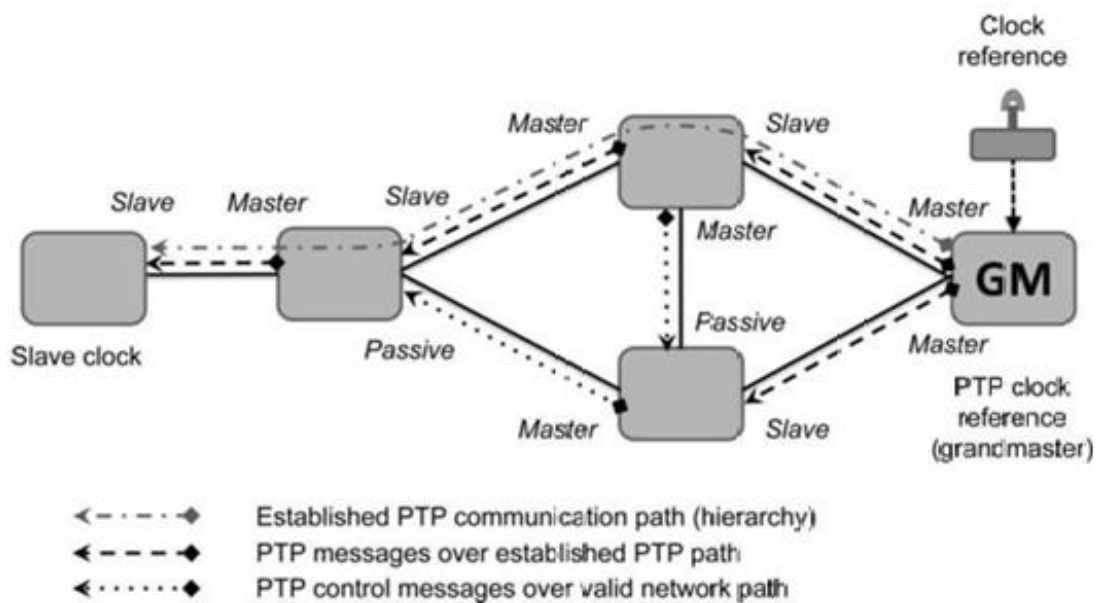 Clock
reference
Master
Slave
Slave
Master
Slave
Master
Master
GM
Slave clock
Passive
Passive
Master
Master
Slave
PTP clock
reference
(grandmaster)
Established PTP communication path (hierarchy)
PTP messages over established PTP path
PTP control messages over valid network path